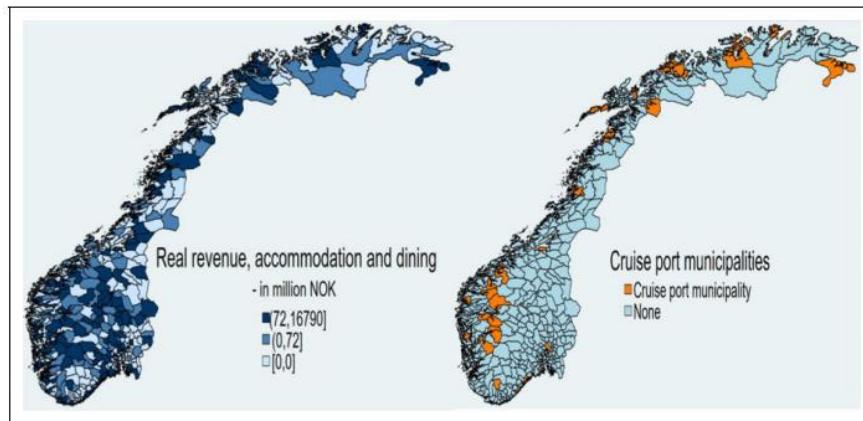 Real revenue, accommodation and dining
- in million NOK
(72,16790]
(0,72]
[0,0]
Cruise port municipalities
Cruise port municipality
None